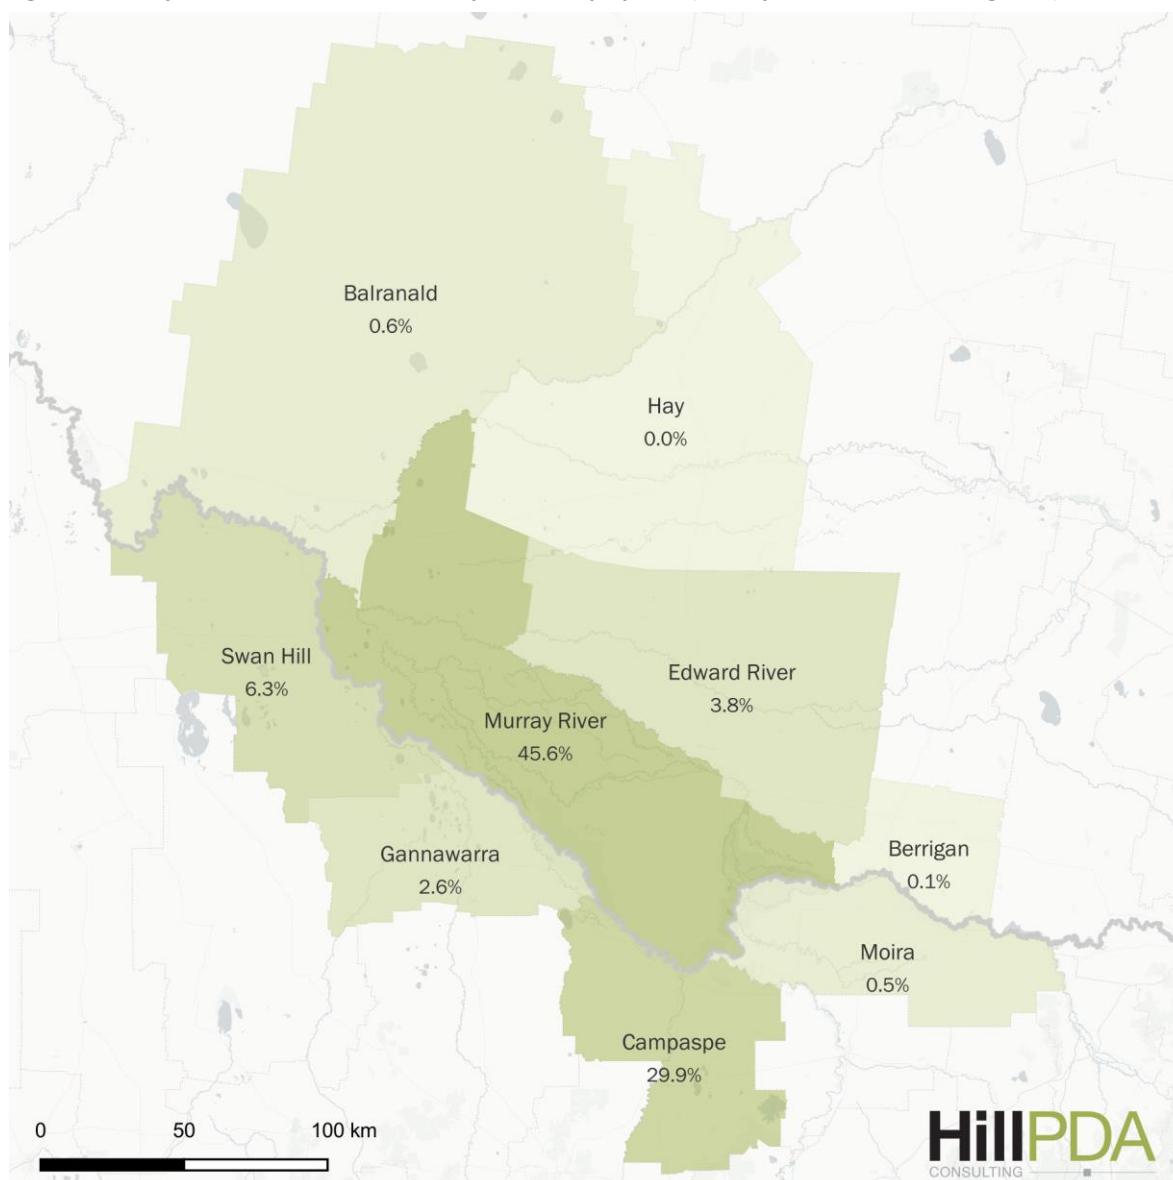 Balranald
0.6%
Hay
0.0%
Swan Hill
6.3%
Edward River
3.8%
Murray River
45.6%
Gannawarra
2.6%
Berrigan
0.1%
Moira
0.5%
Campaspe
29.9%
0 50 100 km
HillPDA
CONSULTING